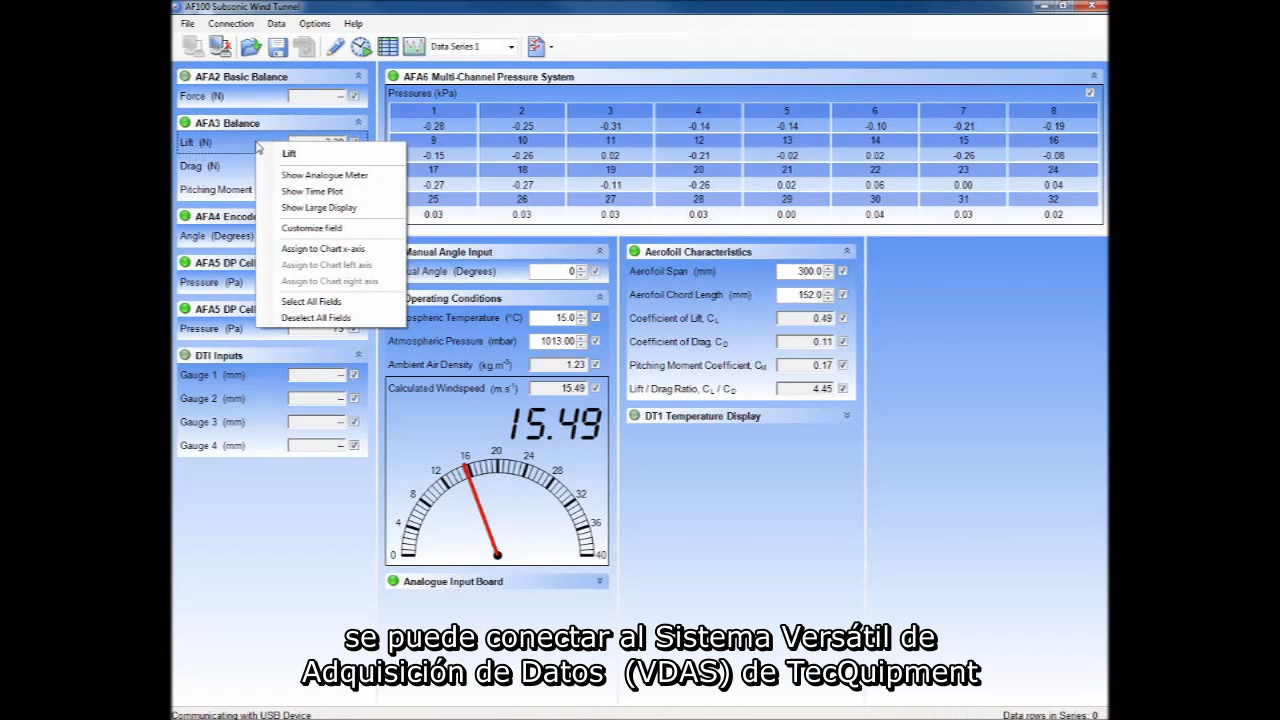 AF100 Subsonic Wind Tunnel
File Connection Data Options Help
Data Series 1
AFA2 Basic Balance
Force (N) --
AFA3 Balance
Lift (N)
Drag (N)
Pitching Moment
AFA4 Encode
Angle (Degrees)
AFA5 DP Cel
Pressure (Pa)
AFA5 DP Cel
Pressure (Pa)
DTI Inputs
Gauge 1 (mm) --
Gauge 2 (mm) --
Gauge 3 (mm) --
Gauge 4 (mm) --
Lift
Show Analogue Meter
Show Time Plot
Show Large Display
Customize field
Assign to Chart x-axis
Assign to Chart left axis
Assign to Chart right axis
Select All Fields
Deselect All Fields
AFA6 Multi-Channel Pressure System
Pressures (kPa)
1 2 3 4 5 6 7 8
-0.28 -0.25 -0.31 -0.14 -0.14 -0.10 -0.21 -0.19
9 10 11 12 13 14 15 16
-0.15 -0.26 0.02 -0.21 -0.02 0.02 -0.26 -0.08
17 18 19 20 21 22 23 24
-0.27 -0.27 -0.11 -0.26 0.02 0.06 0.00 0.04
25 26 27 28 29 30 31 32
0.03 0.03 0.03 0.03 0.00 0.04 0.03 0.02
Manual Angle Input
ual Angle (Degrees) 0
Operating Conditions
mospheric Temperature (°C) 15.0
Atmospheric Pressure (mbar) 1013.00
Ambient Air Density (kg.m-3) 1.23
Calculated Windspeed (m.s-1) 15.49
15.49
0 4 8 12 16 20 24 28 32 36 40
Analogue Input Board
Aerofoil Characteristics
Aerofoil Span (mm) 300.0
Aerofoil Chord Length (mm) 152.0
Coefficient of Lift, CL 0.49
Coefficient of Drag, CD 0.11
Pitching Moment Coefficient, CM 0.17
Lift / Drag Ratio, CL / CD 4.45
DT1 Temperature Display
se puede conectar al Sistema Versátil de
Adquisición de Datos (VDAS) de TecQuipment
Communicating with USB Device
Data rows in Series: 0